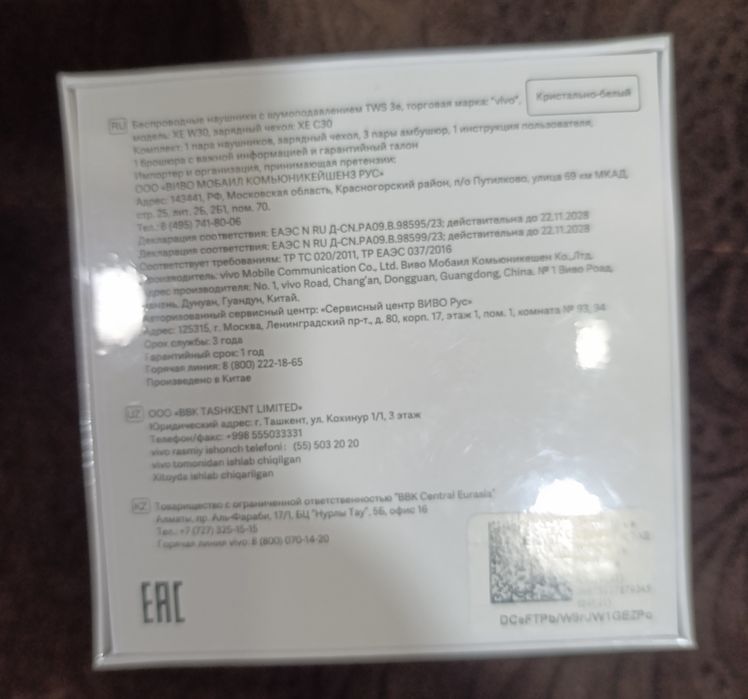 RU Беспроводные наушники с шумоподавлением TWS 3e, торговая марка: "vivo",
Кристально-белый
модель: XE W30, зарядный чехол: XE C30
Комплект: 1 пара наушников, зарядный чехол, 3 пары амбушюр, 1 инструкция пользователя,
1 брошюра с важной информацией и гарантийный талон
Импортер и организация, принимающая претензии:
ООО «ВИВО МОБАИЛ КОМЬЮНИКЕЙШЕНЗ РУС»
Адрес: 143441, РФ, Московская область, Красногорский район, п/о Путилково, улица 69 км МКАД,
стр. 25, лит. 2Б, 2Б1, пом. 70.
Тел.: 8 (495) 741-80-06
Декларация соответствия: ЕАЭС N RU Д-CN.РА09.В.98595/23; действительна до 22.11.2028
Декларация соответствия: ЕАЭС N RU Д-CN.РА09.В.98599/23; действительна до 22.11.2028
Соответствует требованиям: ТР ТС 020/2011, ТР ЕАЭС 037/2016
Производитель: vivo Mobile Communication Co., Ltd. Виво Мобаил Комьюникешен Ко.,Лтд.
Адрес производителя: No. 1, vivo Road, Chang'an, Dongguan, Guangdong, China. № 1 Виво Роад,
Чанань, Дунуан, Гуандун, Китай.
Авторизованный сервисный центр: «Сервисный центр ВИВО Рус»
Адрес: 125315, г. Москва, Ленинградский пр-т., д. 80, корп. 17, этаж 1, пом. 1, комната № 93, 94
Срок службы: 3 года
Гарантийный срок: 1 год
Горячая линия: 8 (800) 222-18-65
Произведено в Китае
UZ ООО «BBK TASHKENT LIMITED»
Юридический адрес: г. Ташкент, ул. Кохинур 1/1, 3 этаж
Телефон/факс: +998 555033331
vivo rasmiy ishonch telefoni: (55) 503 20 20
vivo tomonidan ishlab chiqilgan
Xitoyda ishlab chiqarilgan
KZ Товарищество с ограниченной ответственностью "BBK Central Eurasia"
Алматы, пр. Аль-Фараби, 17/1, БЦ "Нурлы Тау", 5Б, офис 16
Тел.: +7 (727) 325-15-15
Горячая линия vivo: 8 (800) 070-14-20
EAC